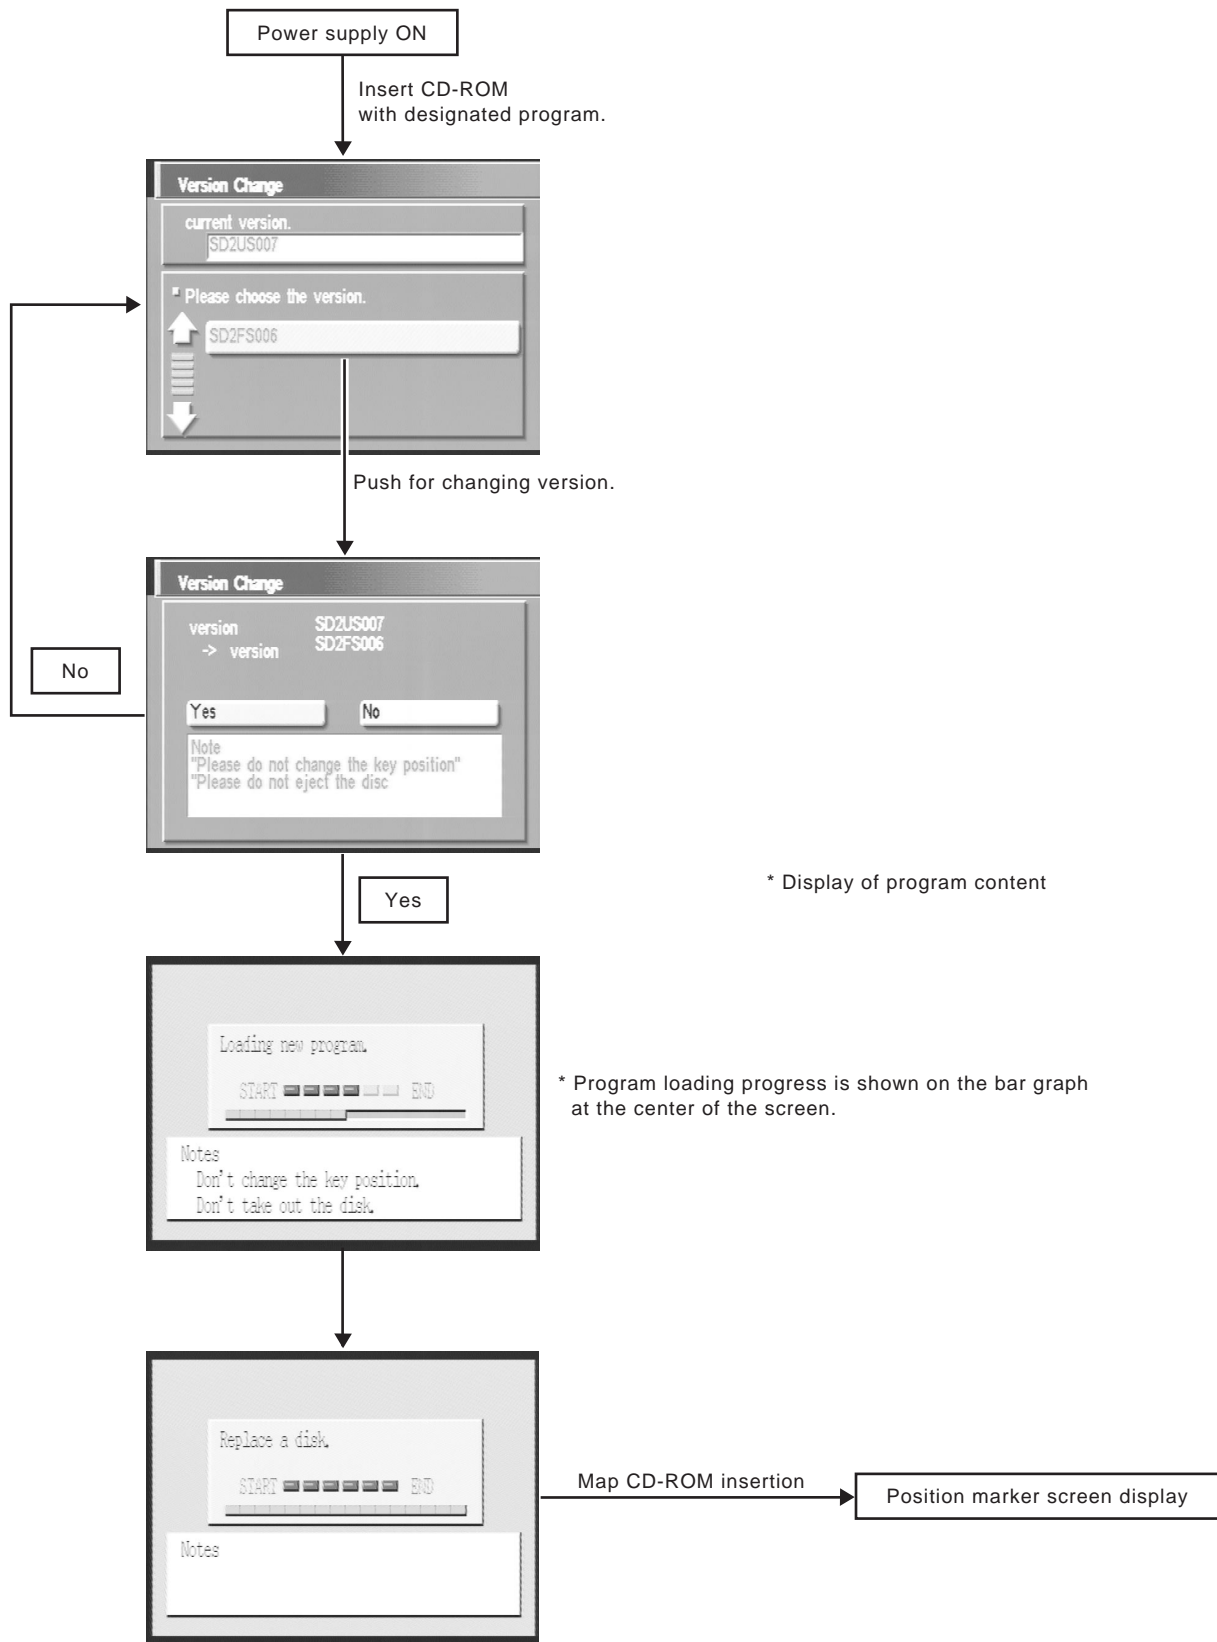 Power supply ON
Insert CD-ROM
with designated program.
Version Change
current version.
SD2US007
Please choose the version.
SD2FS006
Push for changing version.
Version Change
version SD2US007
-> version SD2FS006
No
Yes No
Note
"Please do not change the key position"
"Please do not eject the disc
* Display of program content
Yes
Loading new program.
START END
* Program loading progress is shown on the bar graph
at the center of the screen.
Notes
Don't change the key position.
Don't take out the disk.
Replace a disk.
START END
Map CD-ROM insertion
Position marker screen display
Notes